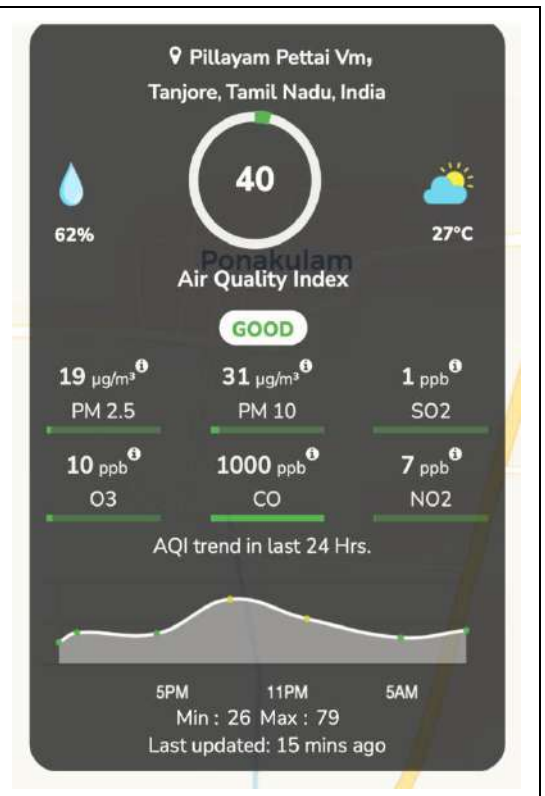 Pillayam Pettai Vm,
Tanjore, Tamil Nadu, India
40
62%
27°C
Ponakulam
Air Quality Index
GOOD
19 µg/m³ 31 µg/m³ 1 ppb
PM 2.5 PM 10 SO2
10 ppb 1000 ppb 7 ppb
O3 CO NO2
AQI trend in last 24 Hrs.
5PM 11PM 5AM
Min : 26 Max : 79
Last updated: 15 mins ago